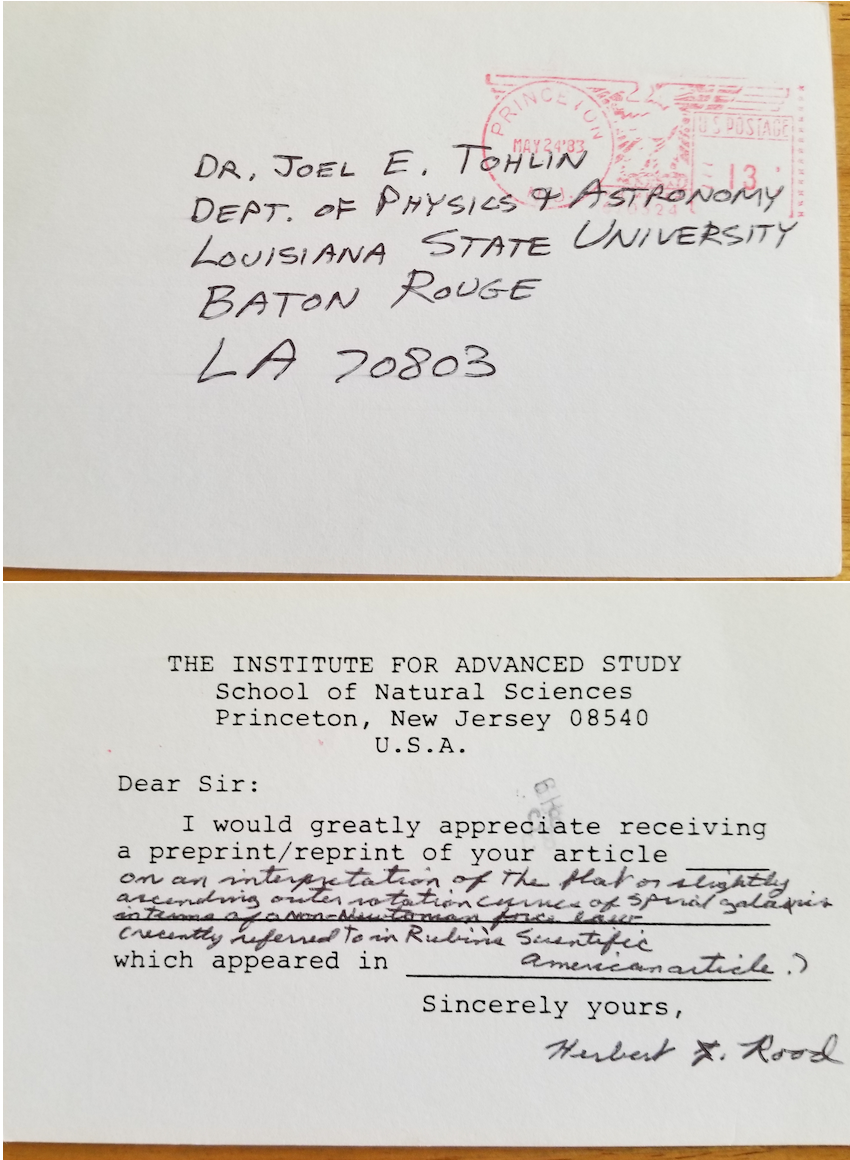 PRINCETON
MAY 24 '83
N.J.
U.S. POSTAGE
13
DR. JOEL E. TOHLIN
DEPT. OF PHYSICS & ASTRONOMY
LOUISIANA STATE UNIVERSITY
BATON ROUGE
LA 70803
THE INSTITUTE FOR ADVANCED STUDY
School of Natural Sciences
Princeton, New Jersey 08540
U.S.A.
Dear Sir:
I would greatly appreciate receiving
a preprint/reprint of your article
on an interpretation of the flat or slightly
ascending outer rotation curves of spiral galaxies
in terms of a non-Newtonian force law
(recently referred to in Rubin's Scientific
which appeared in American article.)
Sincerely yours,
Herbert J. Rood